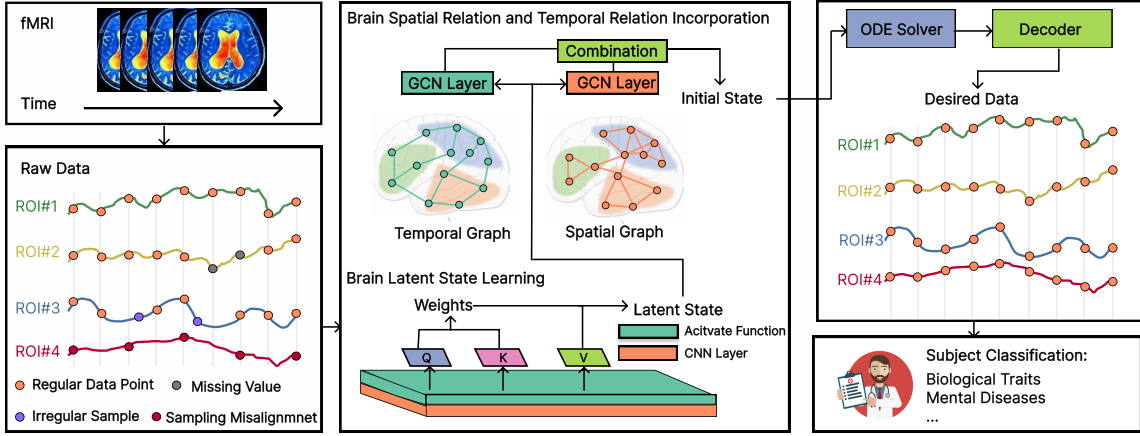 fMRI
Time
Raw Data
ROI#1
ROI#2
ROI#3
ROI#4
Regular Data Point
Missing Value
Irregular Sample
Sampling Misalignmnet
Brain Spatial Relation and Temporal Relation Incorporation
Combination
GCN Layer
GCN Layer
Initial State
Temporal Graph
Spatial Graph
Brain Latent State Learning
Weights
Latent State
Acitvate Function
CNN Layer
Q
K
V
ODE Solver
Decoder
Desired Data
ROI#1
ROI#2
ROI#3
ROI#4
Subject Classification:
Biological Traits
Mental Diseases
...